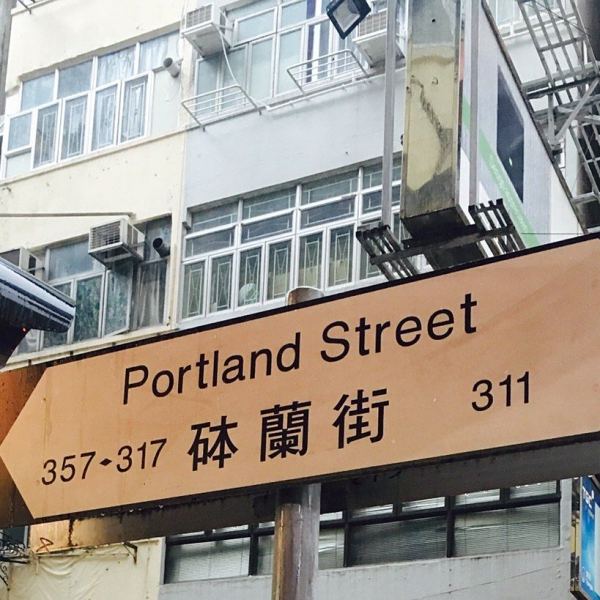 Portland Street
357-317 砵蘭街 311